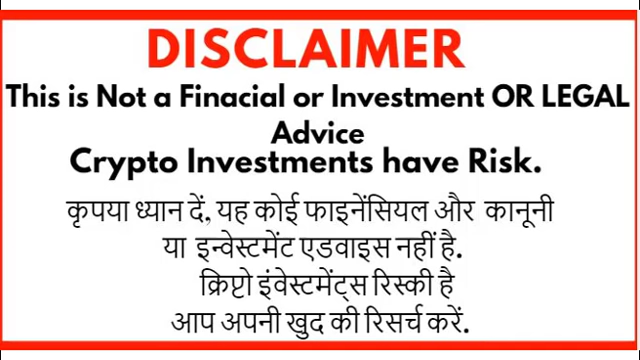 DISCLAIMER
This is Not a Finacial or Investment OR LEGAL
Advice
Crypto Investments have Risk.
कृपया ध्यान दें, यह कोई फाइनेंसियल और कानूनी
या इन्वेस्टमेंट एडवाइस नहीं है.
क्रिप्टो इंवेस्टमेंट्स रिस्की है
आप अपनी खुद की रिसर्च करें.